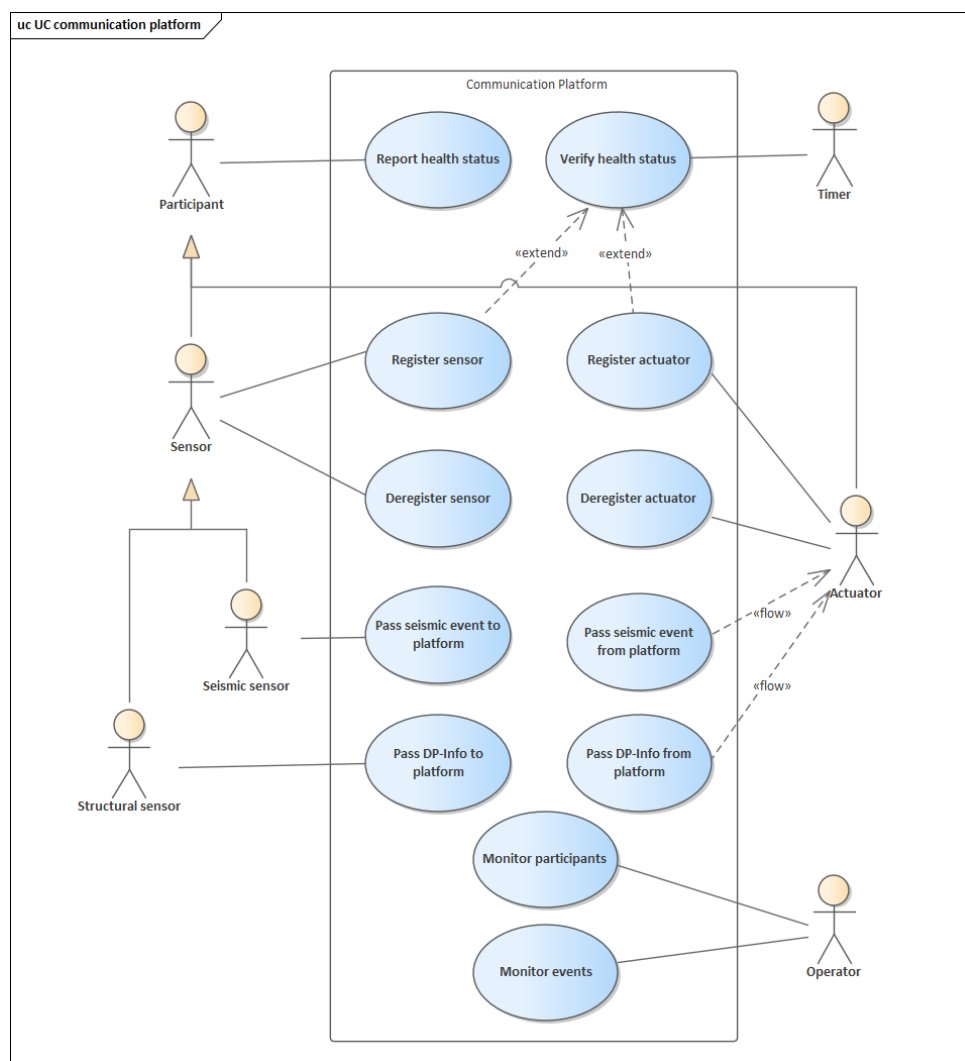 uc UC communication platform
Communication Platform
Participant
Report health status
Verify health status
Timer
«extend»
«extend»
Sensor
Register sensor
Register actuator
Deregister sensor
Deregister actuator
Actuator
Seismic sensor
Pass seismic event to
platform
Pass seismic event
from platform
«flow»
«flow»
Structural sensor
Pass DP-Info to
platform
Pass DP-Info from
platform
Monitor participants
Monitor events
Operator